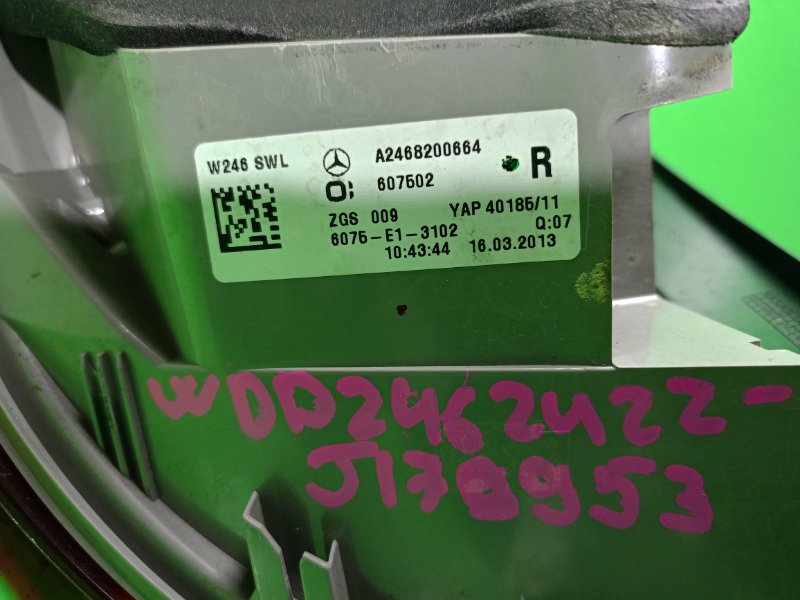 W246 SWL
A2468200664
R
607502
ZGS 009
YAP 40185/11
6075-E1-3102
Q:07
10:43:44 16.03.2013
WDD2462422-
J178953